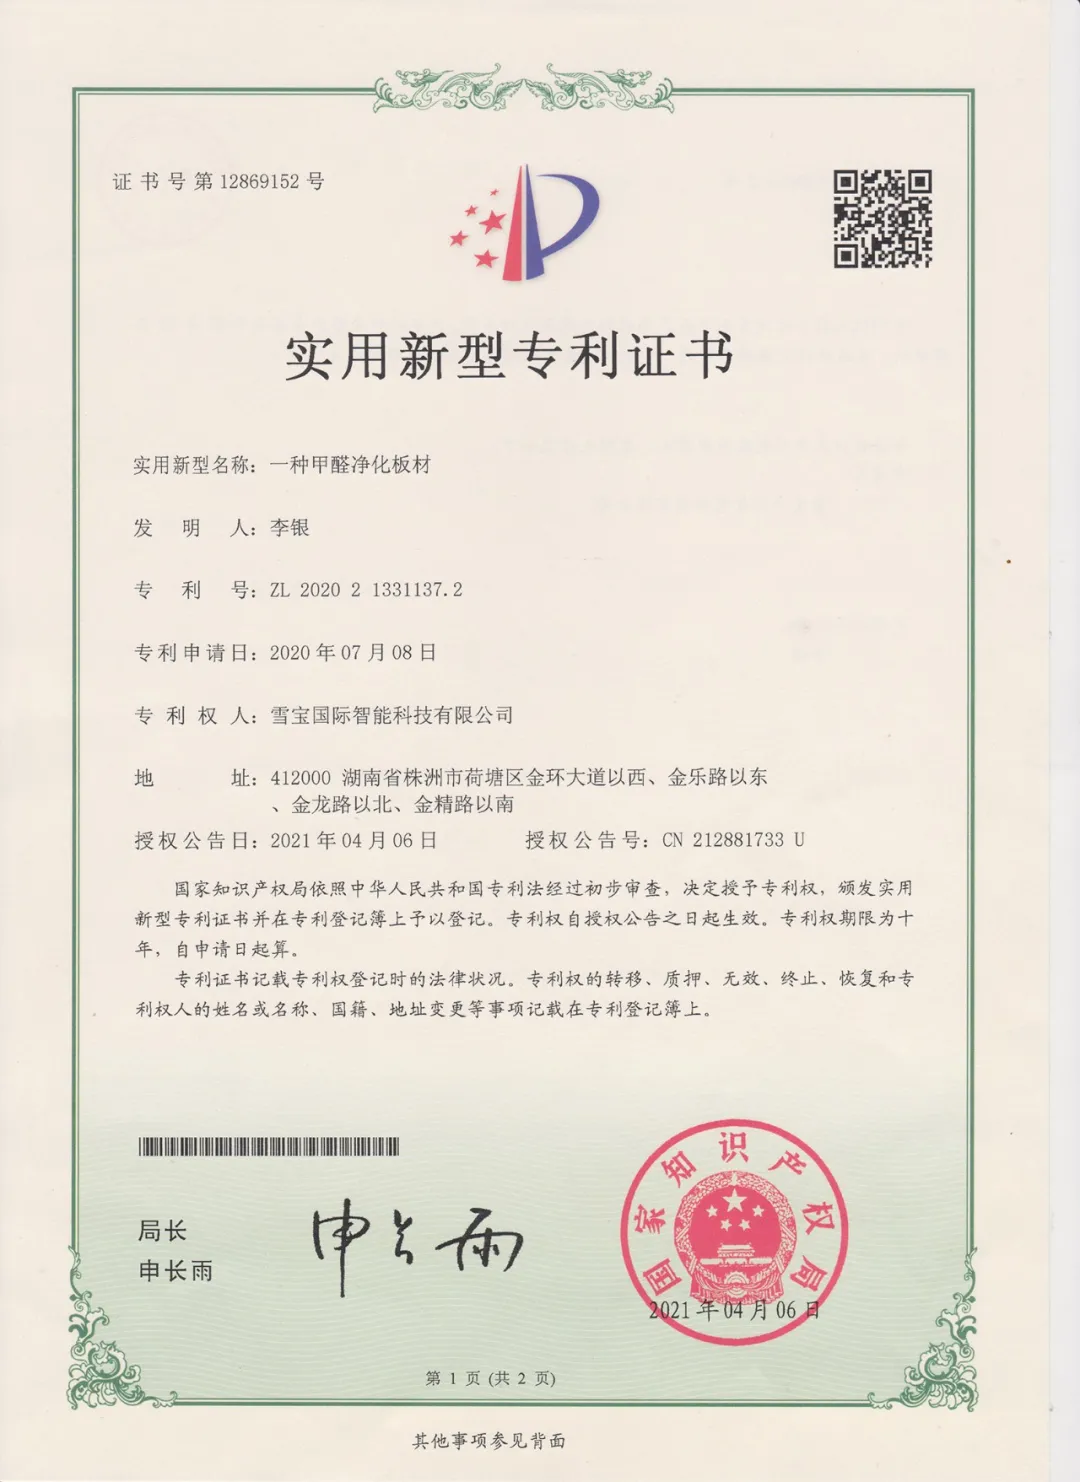 证书号第12869152号
实用新型专利证书
实用新型名称：一种甲醛净化板材
发明人：李银
专利号：ZL 2020 2 1331137.2
专利申请日：2020年07月08日
专利权人：雪宝国际智能科技有限公司
地址：412000 湖南省株洲市荷塘区金环大道以西、金乐路以东
、金龙路以北、金精路以南
授权公告日：2021年04月06日 授权公告号：CN 212881733 U
国家知识产权局依照中华人民共和国专利法经过初步审查，决定授予专利权，颁发实用
新型专利证书并在专利登记簿上予以登记。专利权自授权公告之日起生效。专利权期限为十
年，自申请日起算。
专利证书记载专利权登记时的法律状况。专利权的转移、质押、无效、终止、恢复和专
利权人的姓名或名称、国籍、地址变更等事项记载在专利登记簿上。
局长
申长雨
申长雨
国家知识产权局
2021年04月06日
第 1 页 (共 2 页)
其他事项参见背面